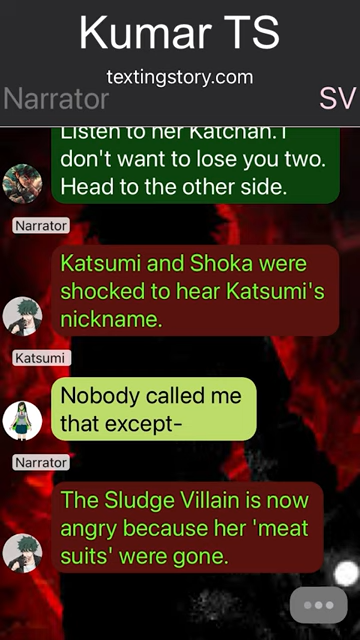 Kumar TS
textingstory.com
Narrator
SV
Listen to her Katchan. I
don't want to lose you two.
Head to the other side.
Narrator
Katsumi and Shoka were
shocked to hear Katsumi's
nickname.
Katsumi
Nobody called me
that except-
Narrator
The Sludge Villain is now
angry because her 'meat
suits' were gone.